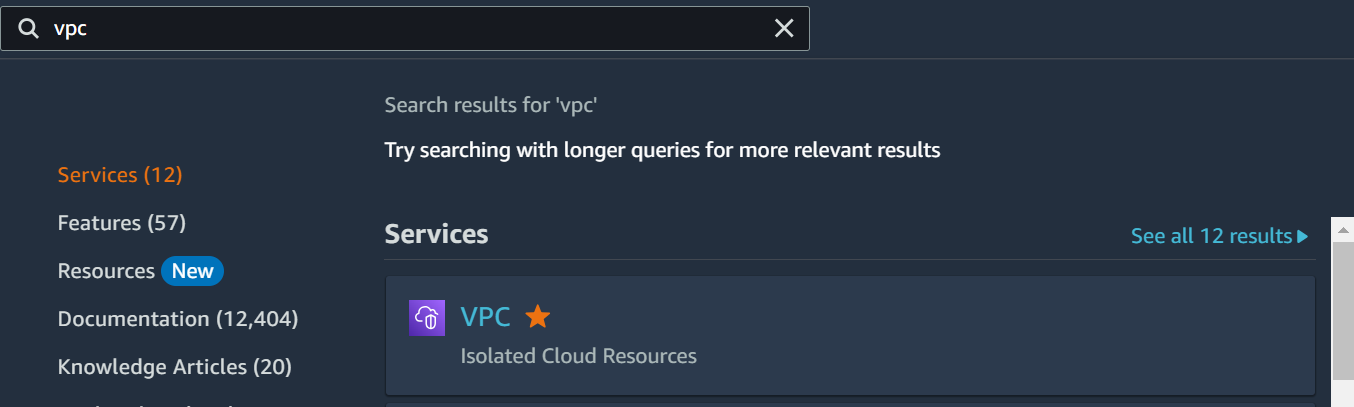 vpc
Search results for 'vpc'
Try searching with longer queries for more relevant results
Services (12)
Features (57)
Resources New
Documentation (12,404)
Knowledge Articles (20)
Services
See all 12 results
VPC
Isolated Cloud Resources